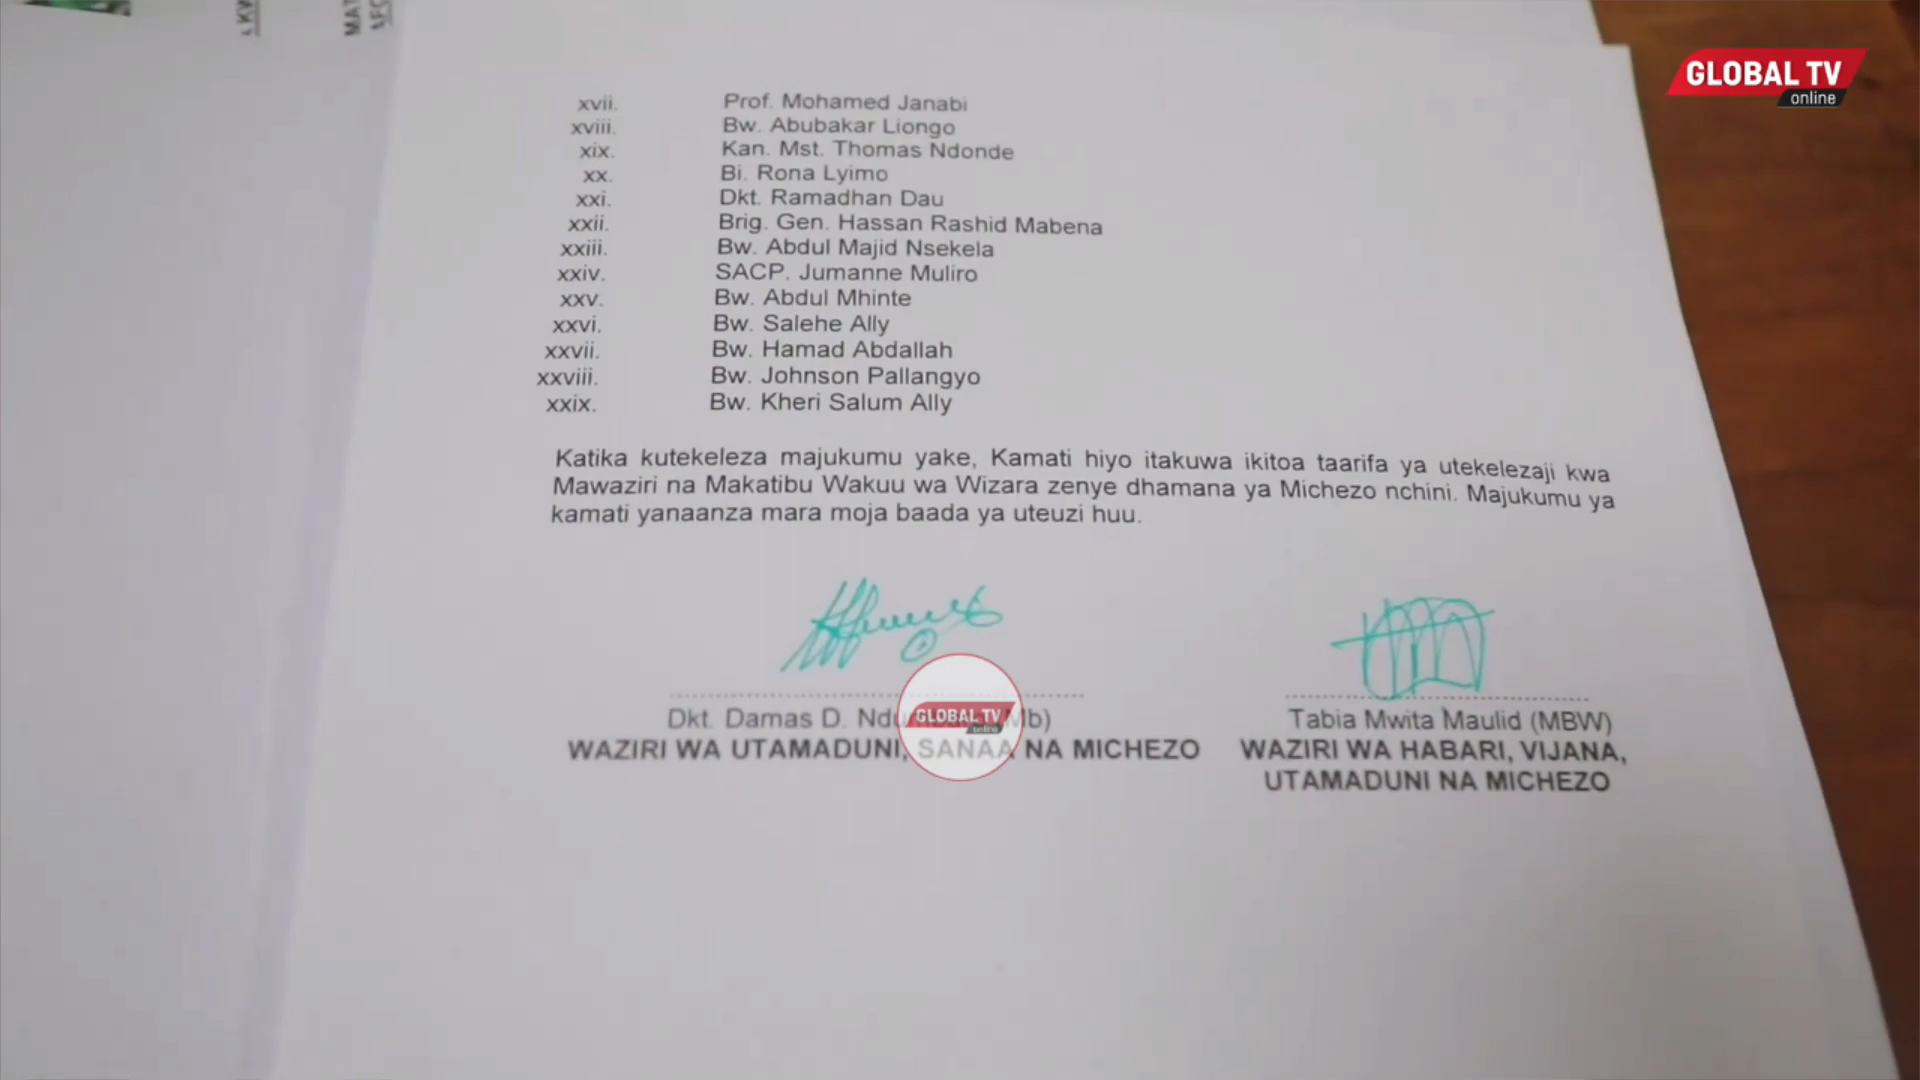 GLOBAL TV
online
xvii. Prof. Mohamed Janabi
xviii. Bw. Abubakar Liongo
xix. Kan. Mst. Thomas Ndonde
xx. Bi. Rona Lyimo
xxi. Dkt. Ramadhan Dau
xxii. Brig. Gen. Hassan Rashid Mabena
xxiii. Bw. Abdul Majid Nsekela
xxiv. SACP. Jumanne Muliro
xxv. Bw. Abdul Mhinte
xxvi. Bw. Salehe Ally
xxvii. Bw. Hamad Abdallah
xxviii. Bw. Johnson Pallangyo
xxix. Bw. Kheri Salum Ally
Katika kutekeleza majukumu yake, Kamati hiyo itakuwa ikitoa taarifa ya utekelezaji kwa
Mawaziri na Makatibu Wakuu wa Wizara zenye dhamana ya Michezo nchini. Majukumu ya
kamati yanaanza mara moja baada ya uteuzi huu.
Dkt. Damas D.
WAZIRI WA UTAMADUNI, SANAA NA MICHEZO
GLOBAL TV
online
Tabia Mwita Maulid (MBW)
WAZIRI WA HABARI, VIJANA,
UTAMADUNI NA MICHEZO